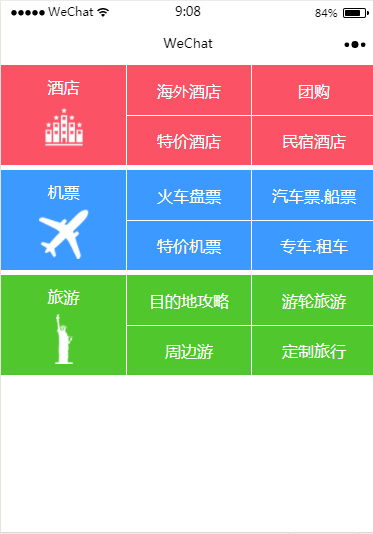 WeChat 9:08 84%
WeChat
酒店 海外酒店 团购
特价酒店 民宿酒店
机票 火车盘票 汽车票.船票
特价机票 专车.租车
旅游 目的地攻略 游轮旅游
周边游 定制旅行